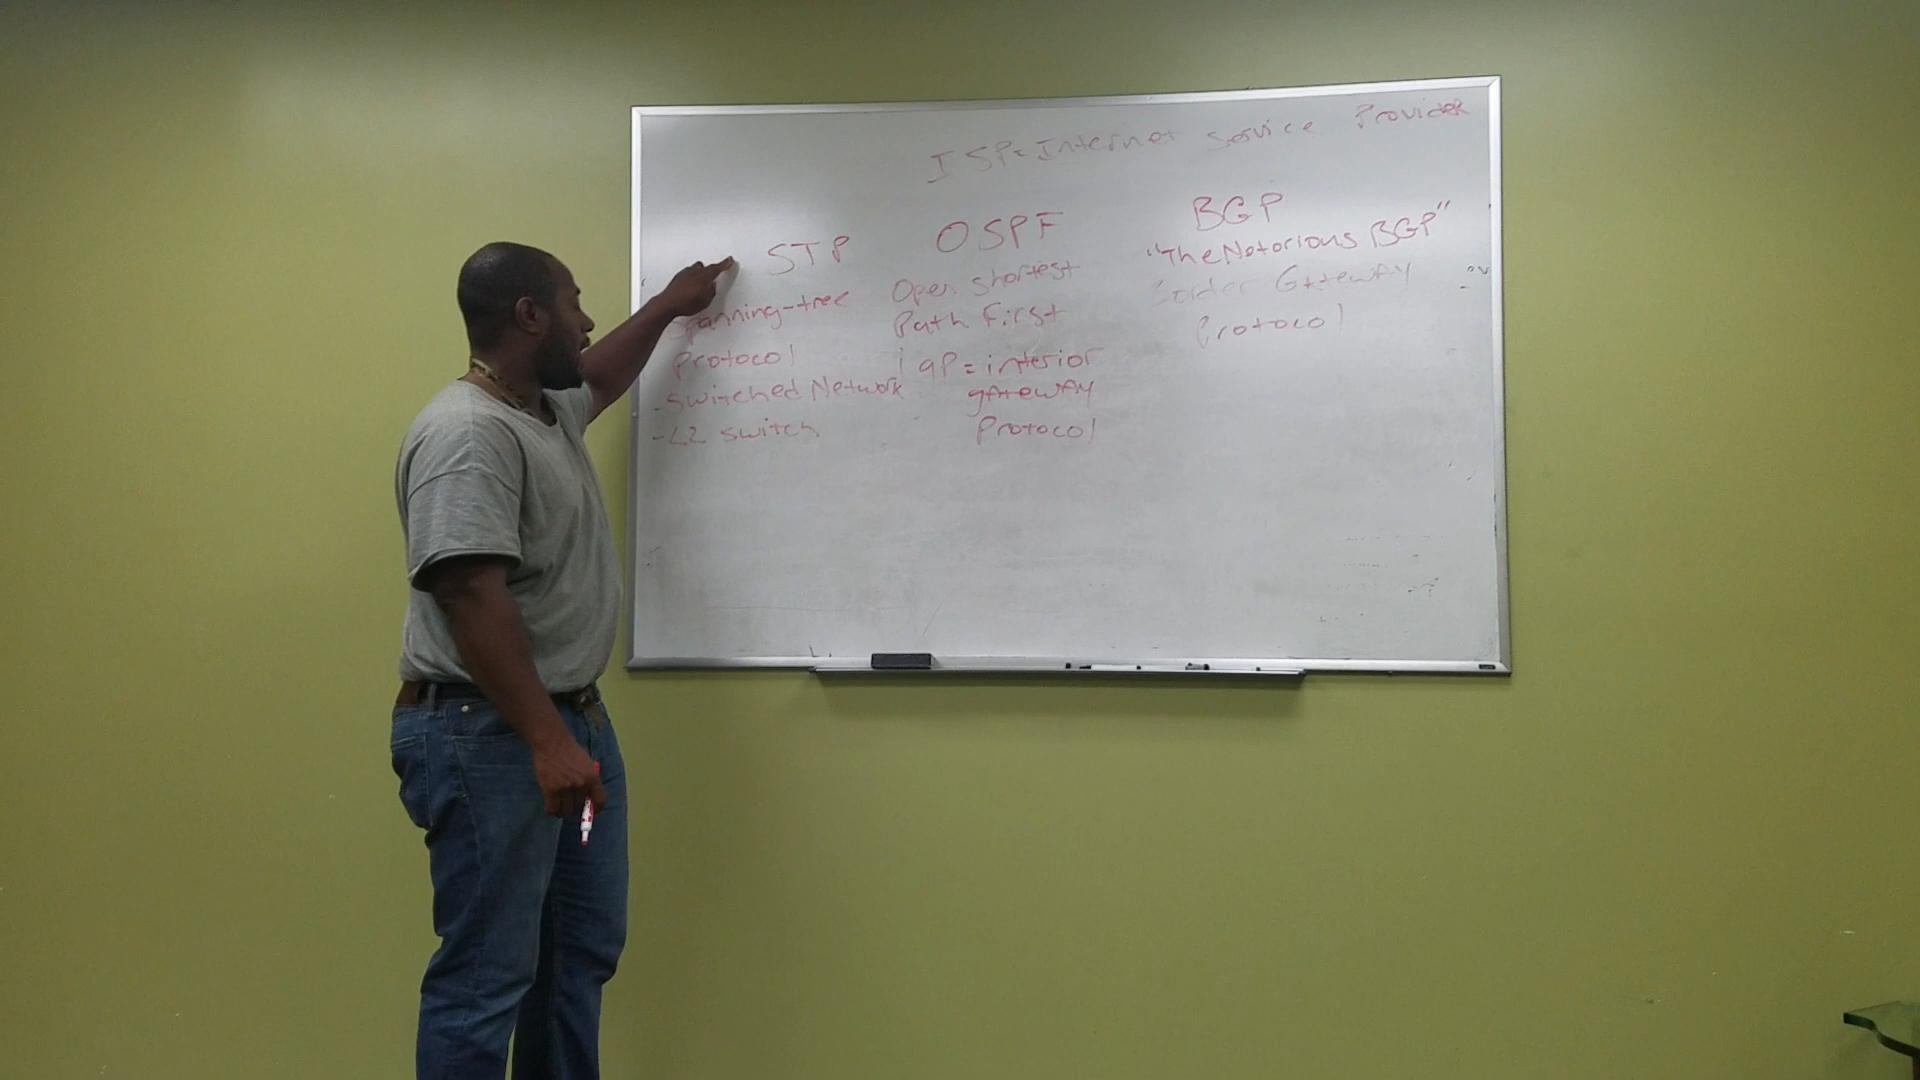 ISP=Internet Service Provider
STP
Spanning-tree
Protocol
-Switched Network
-L2 switch
OSPF
Open shortest
Path First
igP=interior
gateway
Protocol
BGP
"The Notorious BGP"
Border Gateway
Protocol